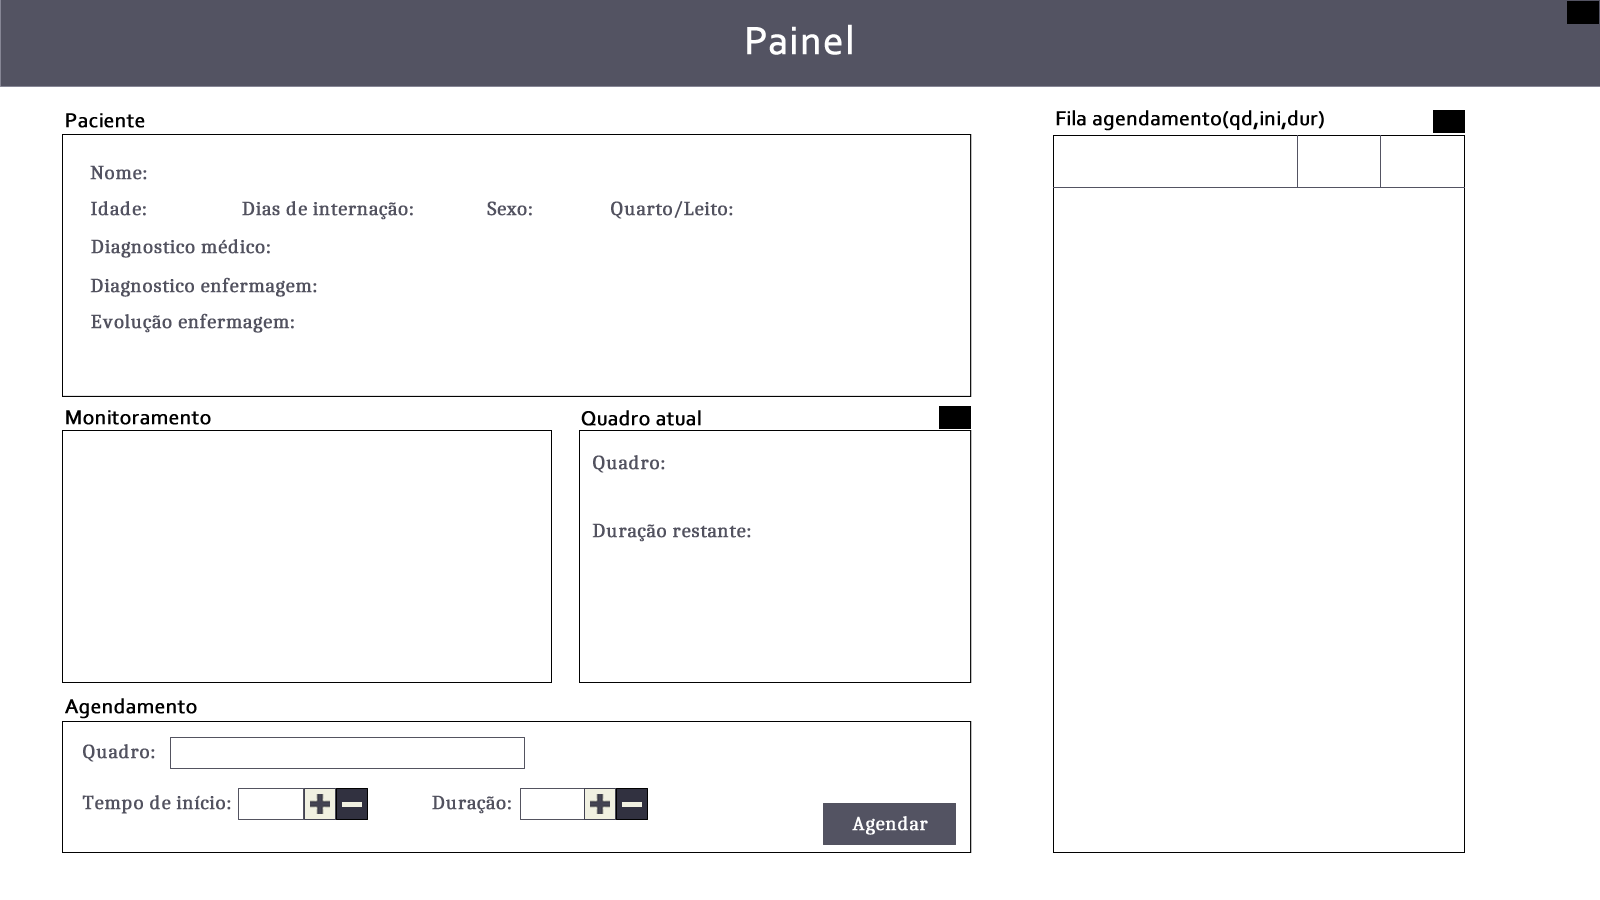 Painel
Paciente
Nome:
Idade: Dias de internação: Sexo: Quarto/Leito:
Diagnostico médico:
Diagnostico enfermagem:
Evolução enfermagem:
Monitoramento
Quadro atual
Quadro:
Duração restante:
Agendamento
Quadro:
Tempo de início: Duração:
Agendar
Fila agendamento(qd,ini,dur)